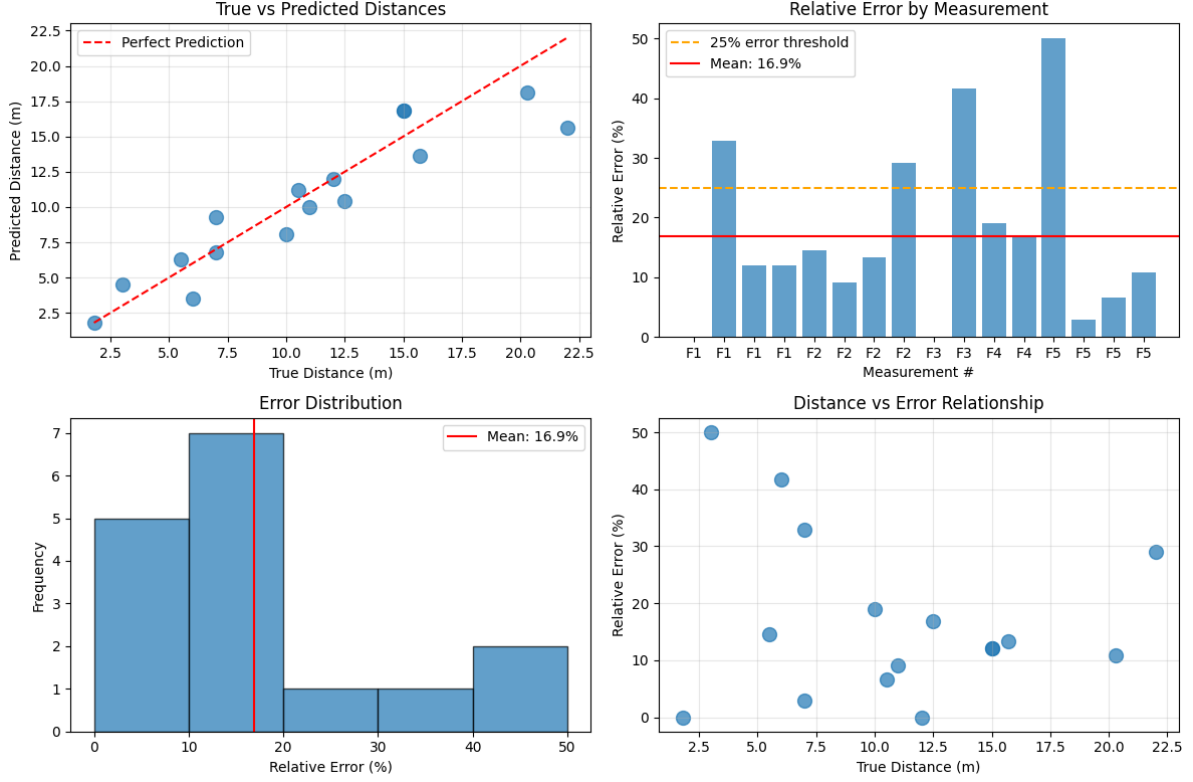 True vs Predicted Distances
Perfect Prediction
22.5
20.0
17.5
15.0
12.5
10.0
7.5
5.0
2.5
Predicted Distance (m)
2.5 5.0 7.5 10.0 12.5 15.0 17.5 20.0 22.5
True Distance (m)
Relative Error by Measurement
25% error threshold
Mean: 16.9%
50
40
30
20
10
0
Relative Error (%)
F1 F1 F1 F1 F2 F2 F2 F2 F3 F3 F4 F4 F5 F5 F5 F5
Measurement #
Error Distribution
Mean: 16.9%
7
6
5
4
3
2
1
0
Frequency
0 10 20 30 40 50
Relative Error (%)
Distance vs Error Relationship
50
40
30
20
10
0
Relative Error (%)
2.5 5.0 7.5 10.0 12.5 15.0 17.5 20.0 22.5
True Distance (m)